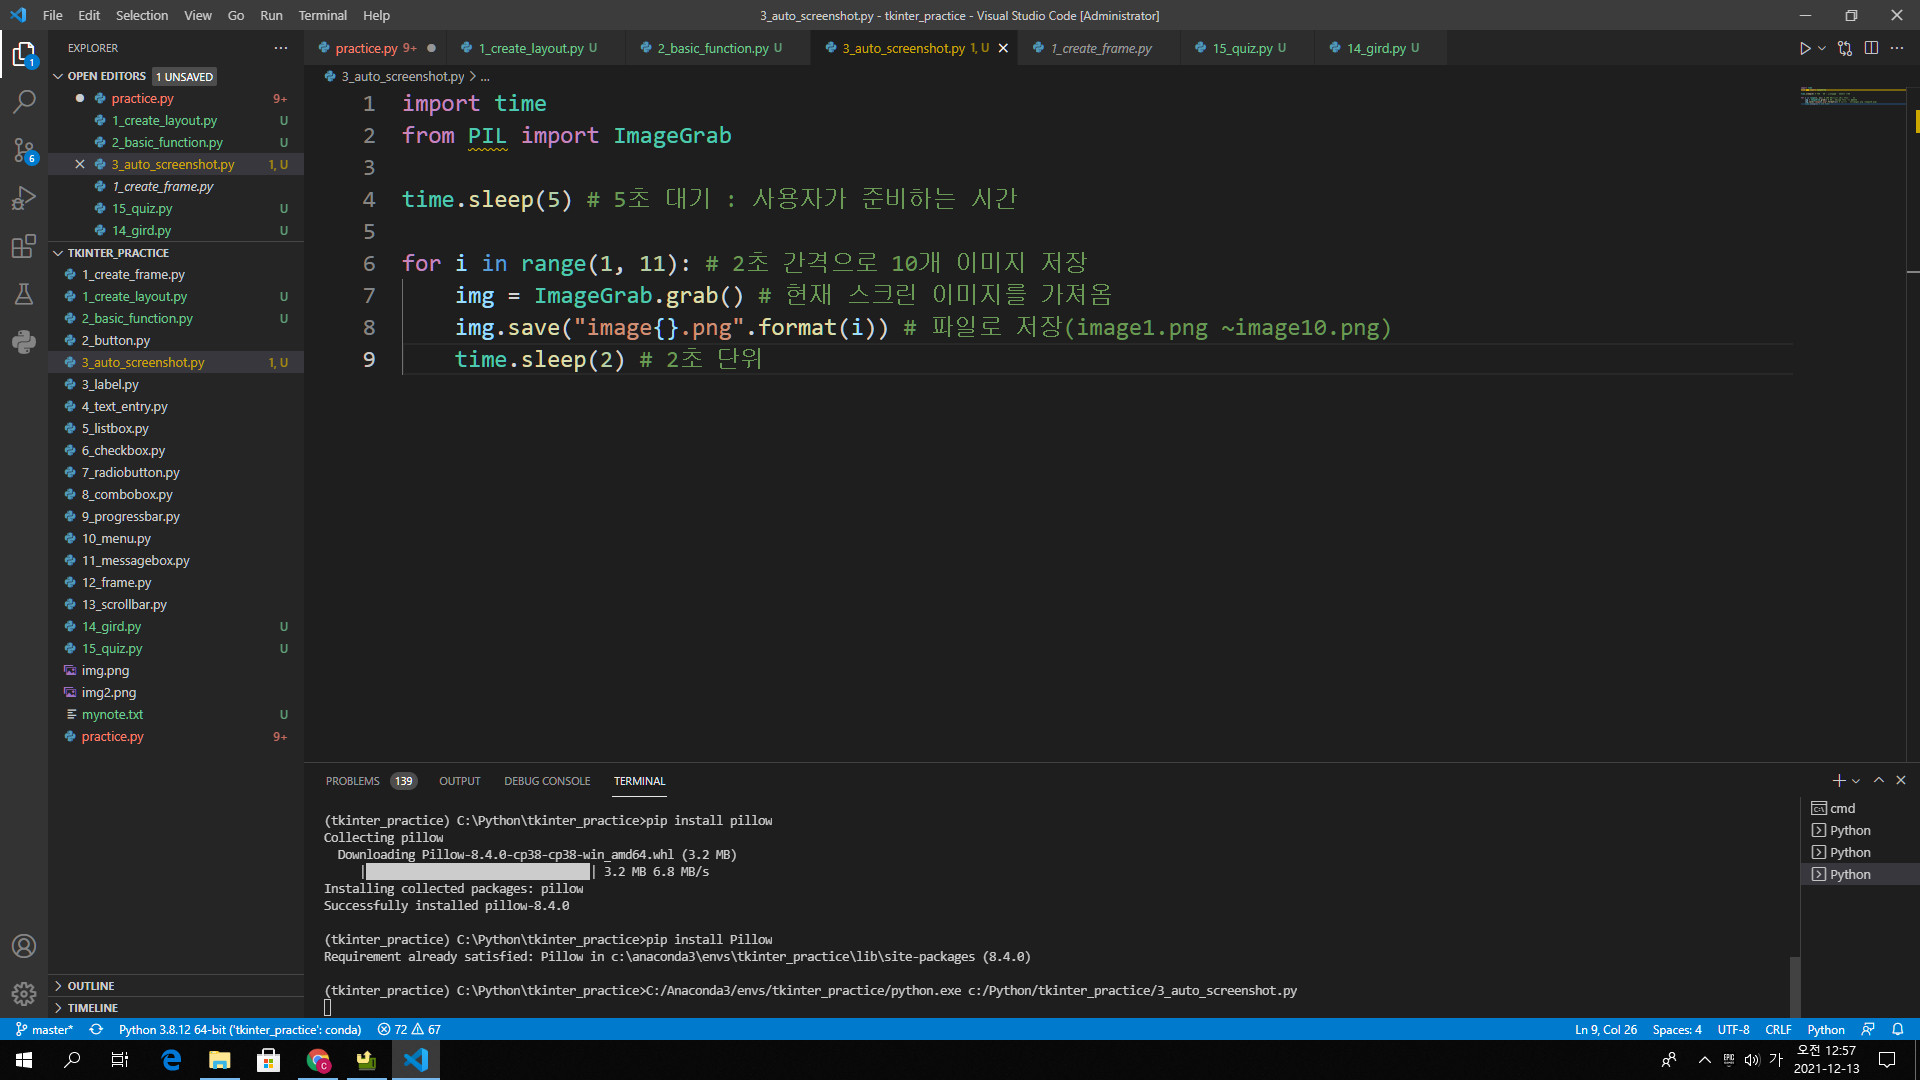 File Edit Selection View Go Run Terminal Help
3_auto_screenshot.py - tkinter_practice - Visual Studio Code [Administrator]
EXPLORER
OPEN EDITORS 1 UNSAVED
practice.py 9+
1_create_layout.py U
2_basic_function.py U
3_auto_screenshot.py 1, U
1_create_frame.py
15_quiz.py U
14_gird.py U
TKINTER_PRACTICE
1_create_frame.py
1_create_layout.py U
2_basic_function.py U
2_button.py
3_auto_screenshot.py 1, U
3_label.py
4_text_entry.py
5_listbox.py
6_checkbox.py
7_radiobutton.py
8_combobox.py
9_progressbar.py
10_menu.py
11_messagebox.py
12_frame.py
13_scrollbar.py
14_gird.py U
15_quiz.py U
img.png
img2.png
mynote.txt U
practice.py 9+
OUTLINE
TIMELINE
practice.py 9+ 1_create_layout.py U 2_basic_function.py U 3_auto_screenshot.py 1, U 1_create_frame.py 15_quiz.py U 14_gird.py U
3_auto_screenshot.py > ...
1 import time
2 from PIL import ImageGrab
3
4 time.sleep(5) # 5초 대기 : 사용자가 준비하는 시간
5
6 for i in range(1, 11): # 2초 간격으로 10개 이미지 저장
7 img = ImageGrab.grab() # 현재 스크린 이미지를 가져옴
8 img.save("image{}.png".format(i)) # 파일로 저장(image1.png ~image10.png)
9 time.sleep(2) # 2초 단위
PROBLEMS 139 OUTPUT DEBUG CONSOLE TERMINAL
(tkinter_practice) C:\Python\tkinter_practice>pip install pillow
Collecting pillow
Downloading Pillow-8.4.0-cp38-cp38-win_amd64.whl (3.2 MB)
| | 3.2 MB 6.8 MB/s
Installing collected packages: pillow
Successfully installed pillow-8.4.0
(tkinter_practice) C:\Python\tkinter_practice>pip install Pillow
Requirement already satisfied: Pillow in c:\anaconda3\envs\tkinter_practice\lib\site-packages (8.4.0)
(tkinter_practice) C:\Python\tkinter_practice>C:/Anaconda3/envs/tkinter_practice/python.exe c:/Python/tkinter_practice/3_auto_screenshot.py
cmd
Python
Python
Python
master* Python 3.8.12 64-bit ('tkinter_practice': conda) 72 67
Ln 9, Col 26 Spaces: 4 UTF-8 CRLF Python
가 오전 12:57
2021-12-13